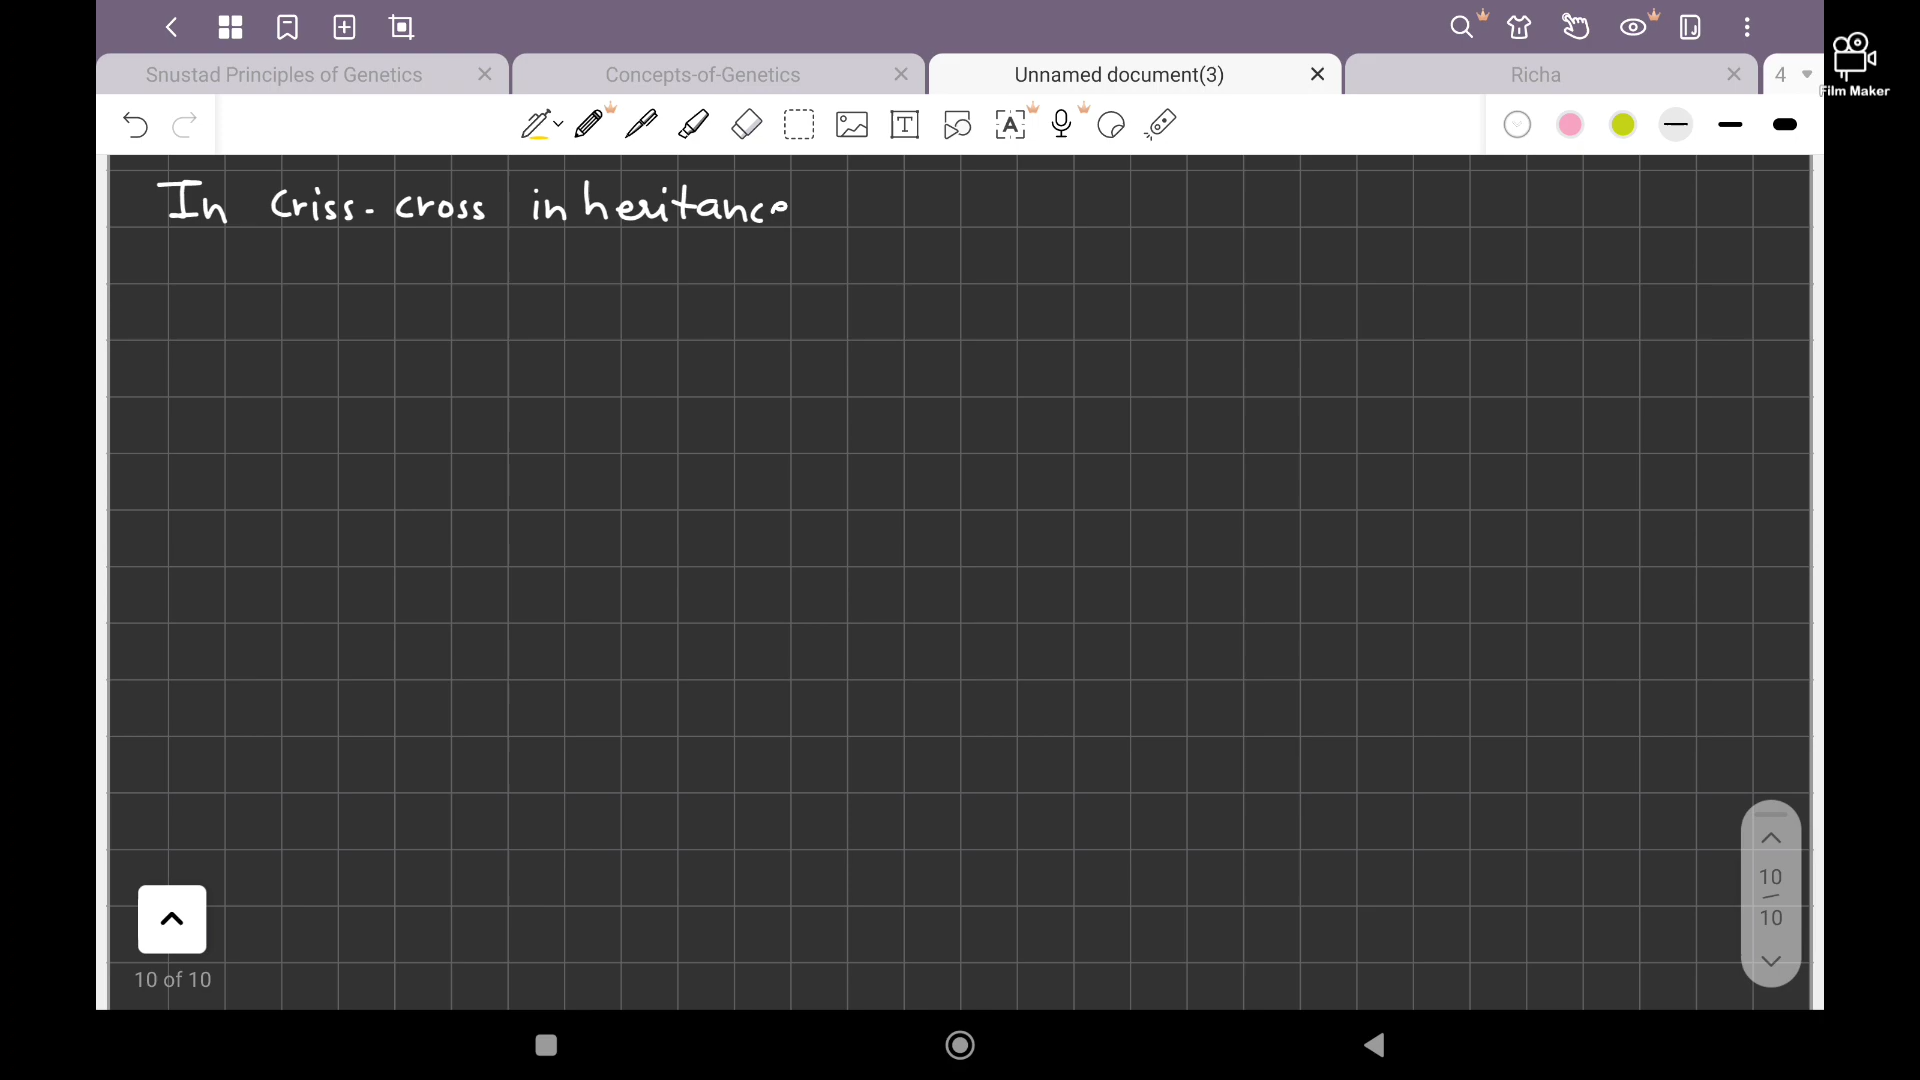 Snustad Principles of Genetics
Concepts-of-Genetics
Unnamed document(3)
Richa
4
Film Maker
In Criss-cross inheritance
10
10
10 of 10